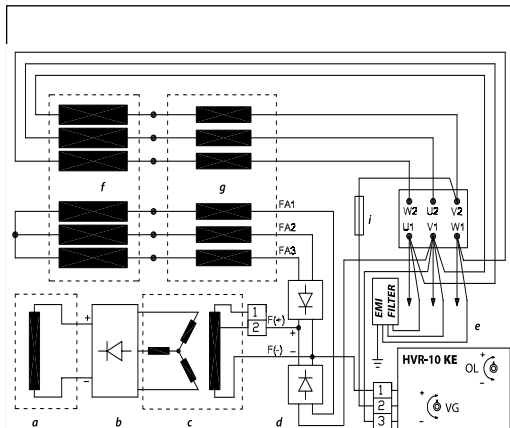 f
g
FA1
FA2
FA3
W2 U2 V2
U1 V1 W1
i
EMI
FILTER
e
+
−
1
2
F(+)
+
−
F(-)
HVR-10 KE
OL
+
−
1
2
3
+
−
VG
a
b
c
d